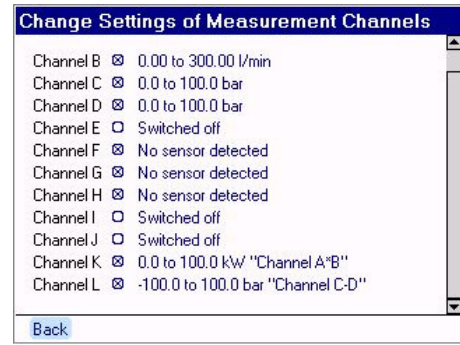 Change Settings of Measurement Channels
Channel B ☒ 0.00 to 300.00 l/min
Channel C ☒ 0.0 to 100.0 bar
Channel D ☒ 0.0 to 100.0 bar
Channel E ☐ Switched off
Channel F ☒ No sensor detected
Channel G ☒ No sensor detected
Channel H ☒ No sensor detected
Channel I ☐ Switched off
Channel J ☐ Switched off
Channel K ☒ 0.0 to 100.0 kW "Channel A*B"
Channel L ☒ -100.0 to 100.0 bar "Channel C-D"
Back